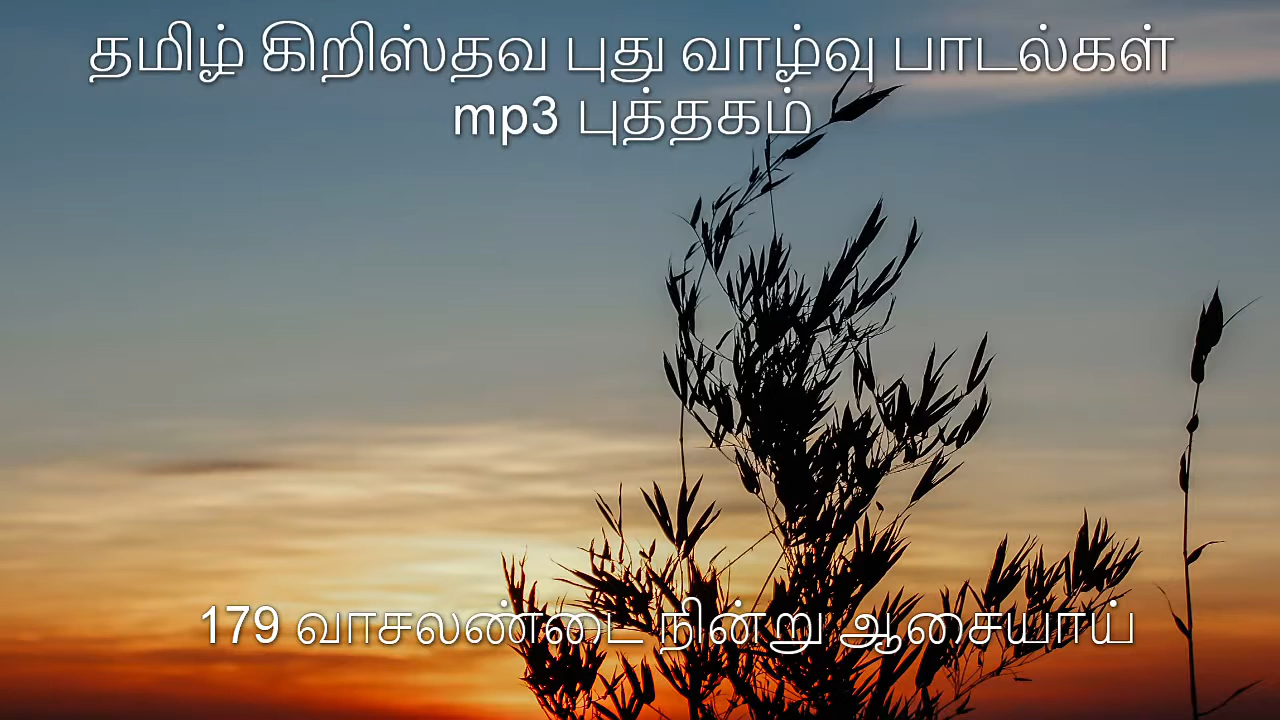 தமிழ் கிறிஸ்தவ புது வாழ்வு பாடல்கள்
mp3 புத்தகம்
179 வாசலண்டை நின்று ஆசையாய்